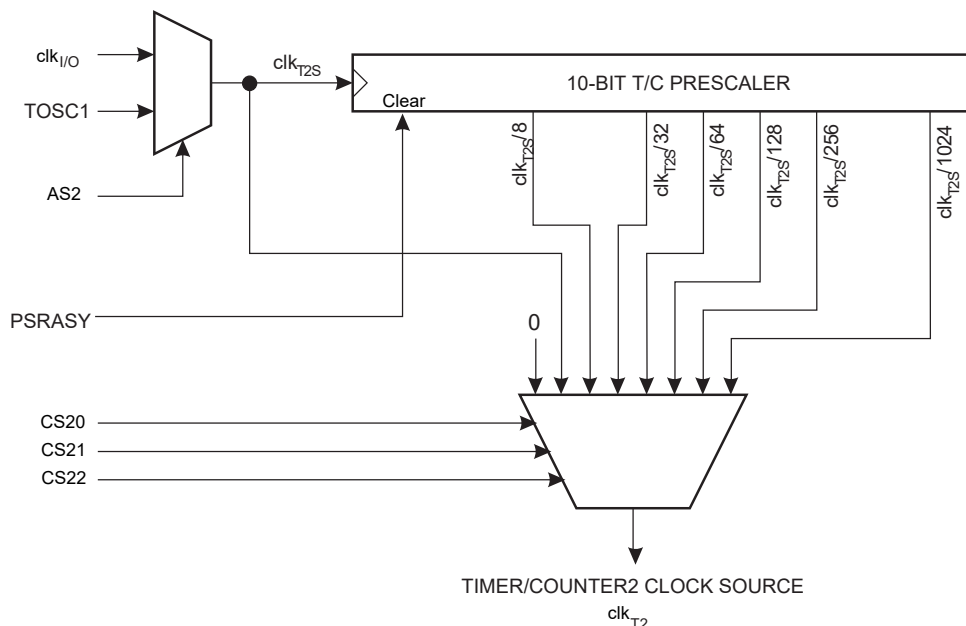 clkI/O
clkT2S
10-BIT T/C PRESCALER
TOSC1
Clear
clkT2S/8
clkT2S/32
clkT2S/64
clkT2S/128
clkT2S/256
clkT2S/1024
AS2
PSRASY
0
CS20
CS21
CS22
TIMER/COUNTER2 CLOCK SOURCE
clkT2